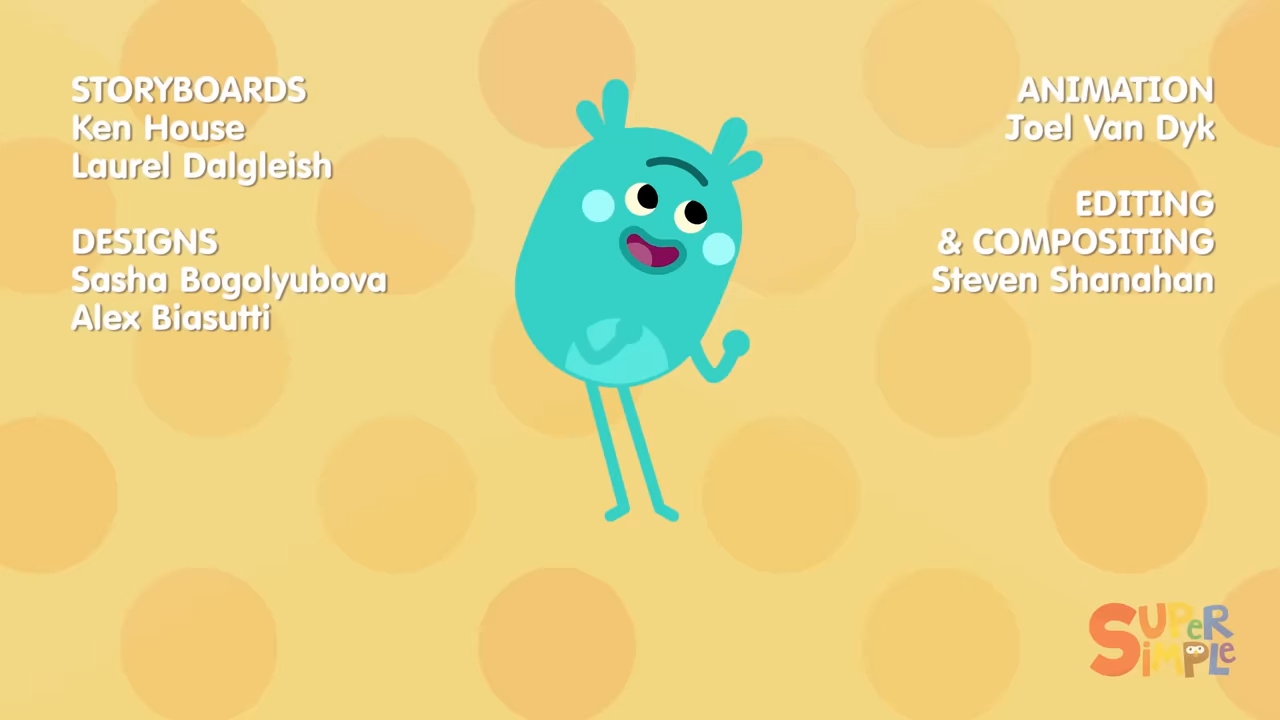 STORYBOARDS
Ken House
Laurel Dalgleish
DESIGNS
Sasha Bogolyubova
Alex Biasutti
ANIMATION
Joel Van Dyk
EDITING
& COMPOSITING
Steven Shanahan
SUPeR
SiMPLe